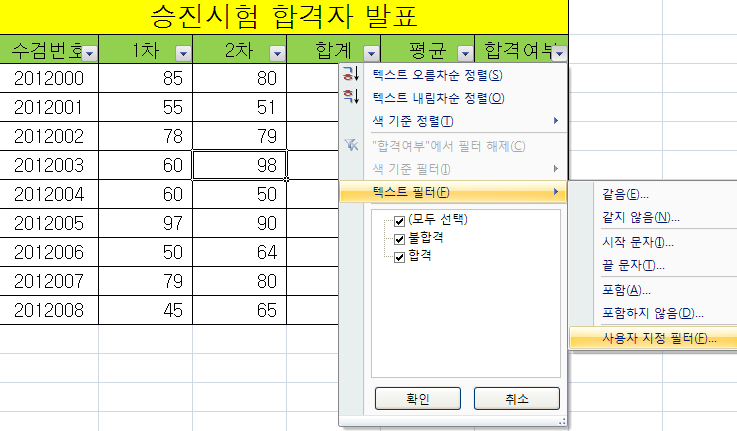 승진시험 합격자 발표
수검번호 1차 2차 합계 평균 합격여부
2012000 85 80
2012001 55 51
2012002 78 79
2012003 60 98
2012004 60 50
2012005 97 90
2012006 50 64
2012007 79 80
2012008 45 65
텍스트 오름차순 정렬(S)
텍스트 내림차순 정렬(O)
색 기준 정렬(T)
"합격여부"에서 필터 해제(C)
색 기준 필터(I)
텍스트 필터(F)
(모두 선택)
불합격
합격
확인 취소
같음(E)...
같지 않음(N)...
시작 문자(I)...
끝 문자(T)...
포함(A)...
포함하지 않음(D)...
사용자 지정 필터(F)...